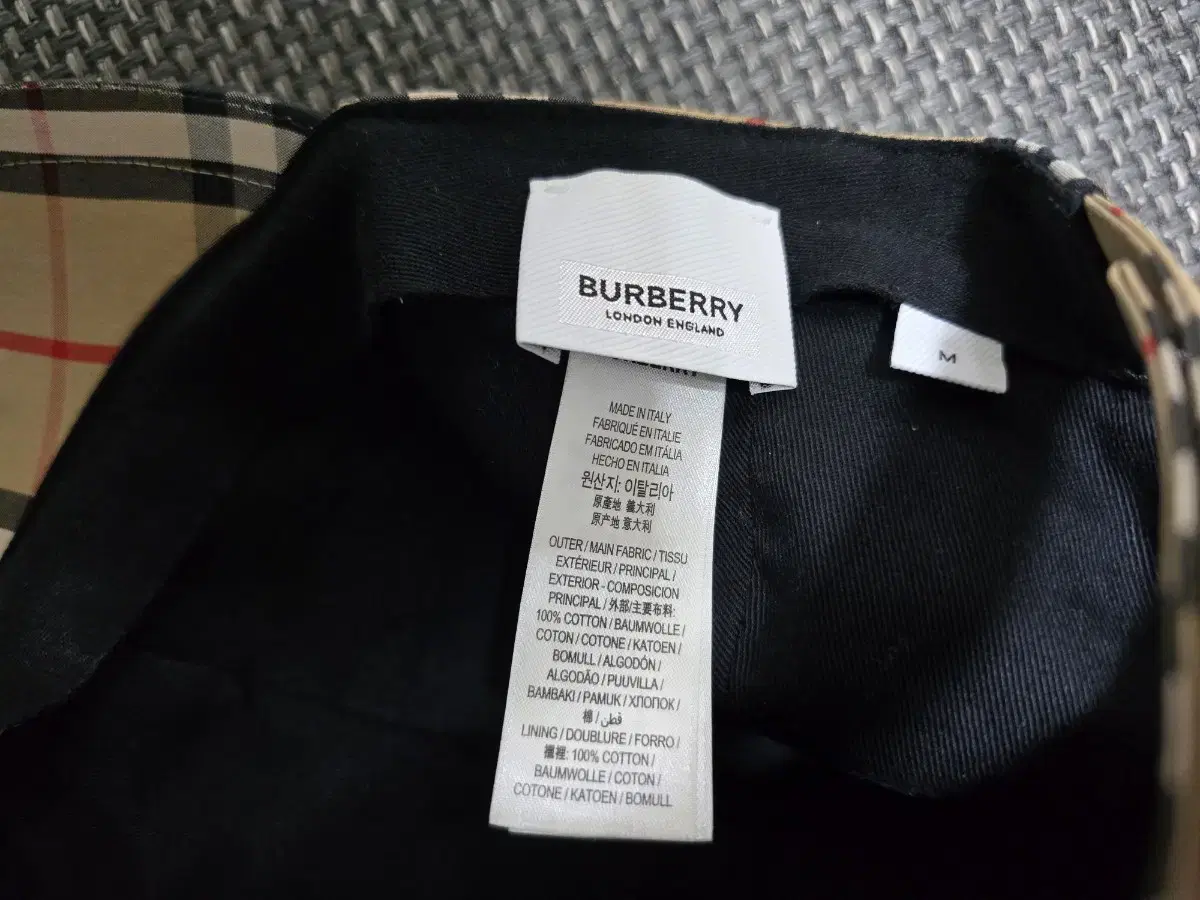 BURBERRY
LONDON ENGLAND
M
MADE IN ITALY
FABRIQUÉ EN ITALIE
FABRICADO EM ITÁLIA
HECHO EN ITALIA
원산지: 이탈리아
原產地 義大利
原产地 意大利
OUTER / MAIN FABRIC / TISSU
EXTÉRIEUR / PRINCIPAL /
EXTERIOR - COMPOSICION
PRINCIPAL / 外部/主要布料:
100% COTTON / BAUMWOLLE /
COTON / COTONE / KATOEN /
BOMULL / ALGODÓN /
ALGODÃO / PUUVILLA /
BAMBAKI / PAMUK / ХЛОПОК /
棉 / قطن
LINING / DOUBLURE / FORRO /
襯裡: 100% COTTON /
BAUMWOLLE / COTON /
COTONE / KATOEN / BOMULL